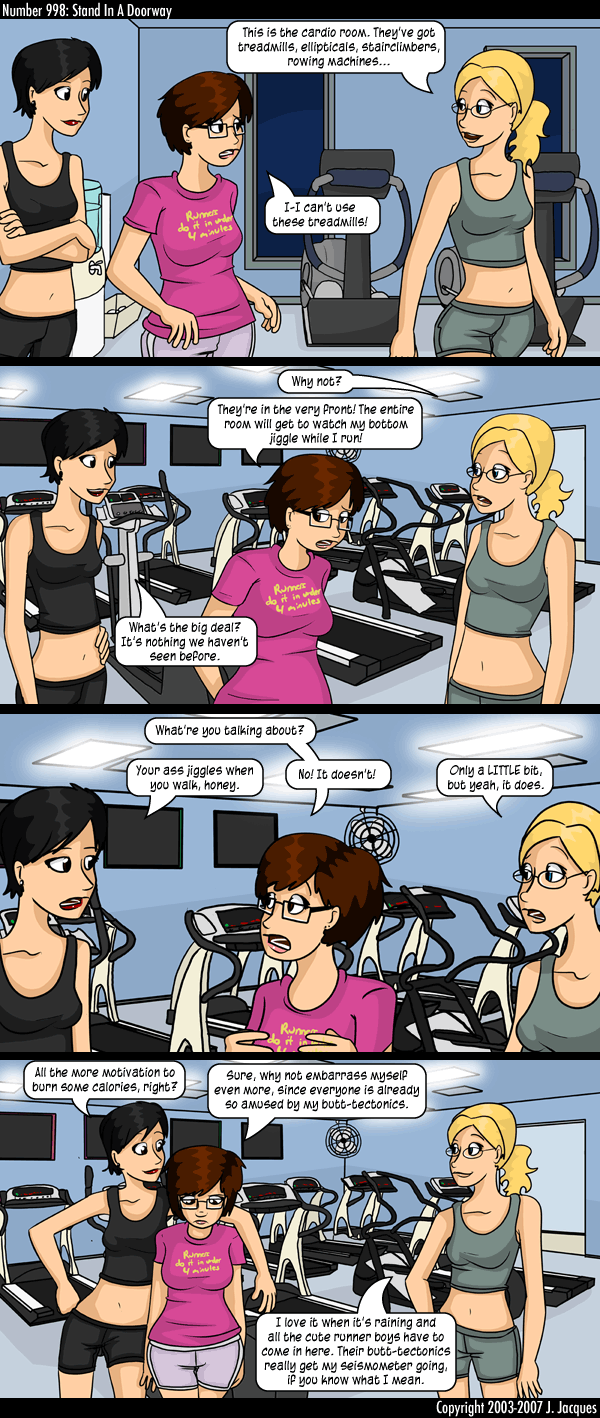 Number 998: Stand In A Doorway
This is the cardio room. They've got
treadmills, ellipticals, stairclimbers,
rowing machines...
I-I can't use
these treadmills!
Runners
do it in under
4 minutes
Why not?
They're in the very front! The entire
room will get to watch my bottom
jiggle while I run!
What's the big deal?
It's nothing we haven't
seen before.
Runners
do it in under
4 minutes
What're you talking about?
Your ass jiggles when
you walk, honey.
No! It doesn't!
Only a LITTLE bit,
but yeah, it does.
Runners
do it in
All the more motivation to
burn some calories, right?
Sure, why not embarrass myself
even more, since everyone is already
so amused by my butt-tectonics.
Runners
do it in under
4 minutes
I love it when it's raining and
all the cute runner boys have to
come in here. Their butt-tectonics
really get my seismometer going,
if you know what I mean.
Copyright 2003-2007 J. Jacques